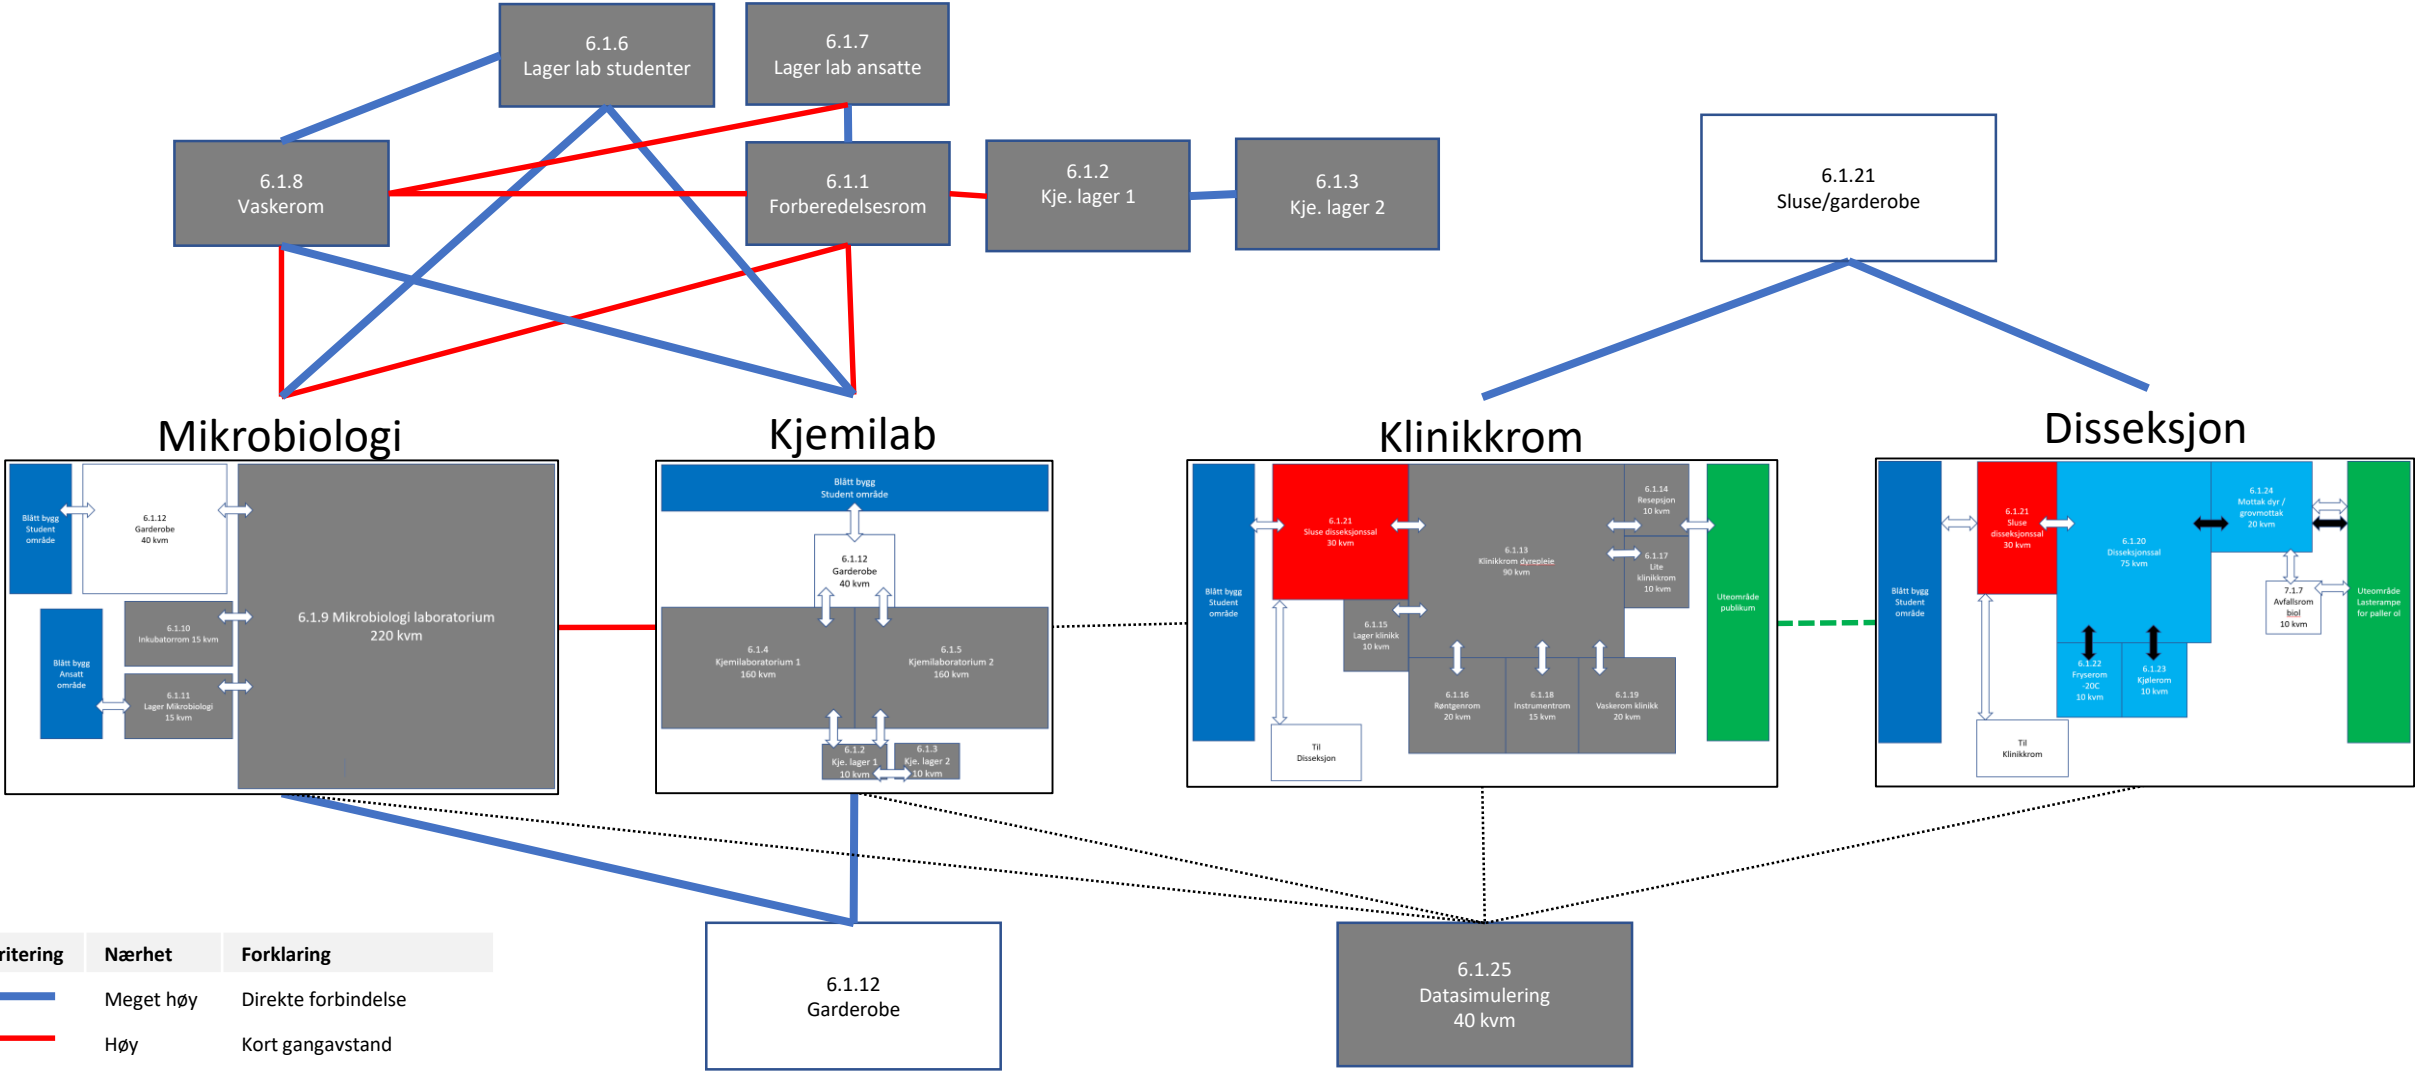 6.1.6
Lager lab studenter
6.1.7
Lager lab ansatte
6.1.8
Vaskerom
6.1.1
Forberedelsesrom
6.1.2
Kje. lager 1
6.1.3
Kje. lager 2
6.1.21
Sluse/garderobe
Mikrobiologi
Blått bygg
Student
område
6.1.12
Garderobe
40 kvm
6.1.9 Mikrobiologi laboratorium
220 kvm
6.1.10
Inkubatorrom 15 kvm
Blått bygg
Ansatt
område
6.1.11
Lager Mikrobiologi
15 kvm
Kjemilab
Blått bygg
Student område
6.1.12
Garderobe
40 kvm
6.1.4
Kjemilaboratorium 1
160 kvm
6.1.5
Kjemilaboratorium 2
160 kvm
6.1.2
Kje. lager 1
10 kvm
6.1.3
Kje. lager 2
10 kvm
Klinikkrom
Blått bygg
Student
område
6.1.21
Sluse disseksjonssal
30 kvm
6.1.13
Klinikkrom dyrepleie
90 kvm
6.1.14
Resepsjon
10 kvm
6.1.17
Lite
klinikkrom
10 kvm
Uteområde
publikum
6.1.15
Lager klinikk
10 kvm
6.1.16
Røntgenrom
20 kvm
6.1.18
Instrumentrom
15 kvm
6.1.19
Vaskerom klinikk
20 kvm
Til
Disseksjon
Disseksjon
Blått bygg
Student
område
6.1.21
Sluse
disseksjonssal
30 kvm
6.1.20
Disseksjonssal
75 kvm
6.1.24
Mottak dyr /
grovmottak
20 kvm
7.1.7
Avfallsrom
biol
10 kvm
Uteområde
Lasterampe
for paller ol
6.1.22
Fryserom
-20C
10 kvm
6.1.23
Kjølerom
10 kvm
Til
Klinikkrom
6.1.12
Garderobe
6.1.25
Datasimulering
40 kvm
ritering Nærhet Forklaring
Meget høy Direkte forbindelse
Høy Kort gangavstand